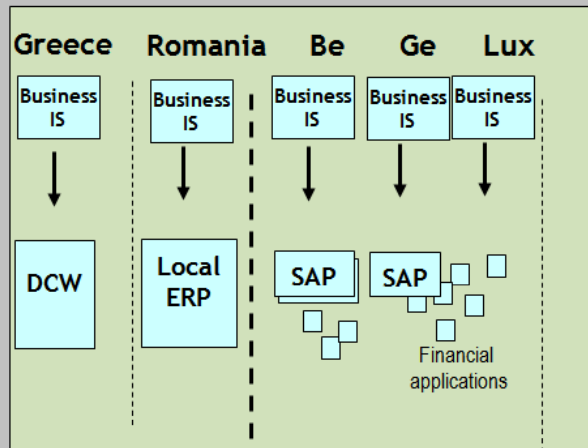 Greece Romania Be Ge Lux
Business
IS
Business
IS
Business
IS
Business
IS
Business
IS
DCW
Local
ERP
SAP
SAP
Financial
applications